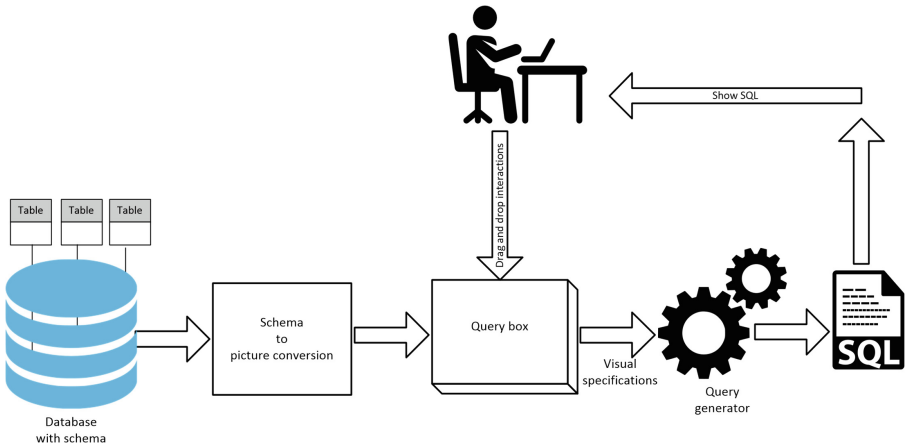 Show SQL
Drag and drop interactions
Table
Table
Table
Schema
to
picture conversion
Query box
Visual
specifications
Query
generator
SQL
Database
with schema